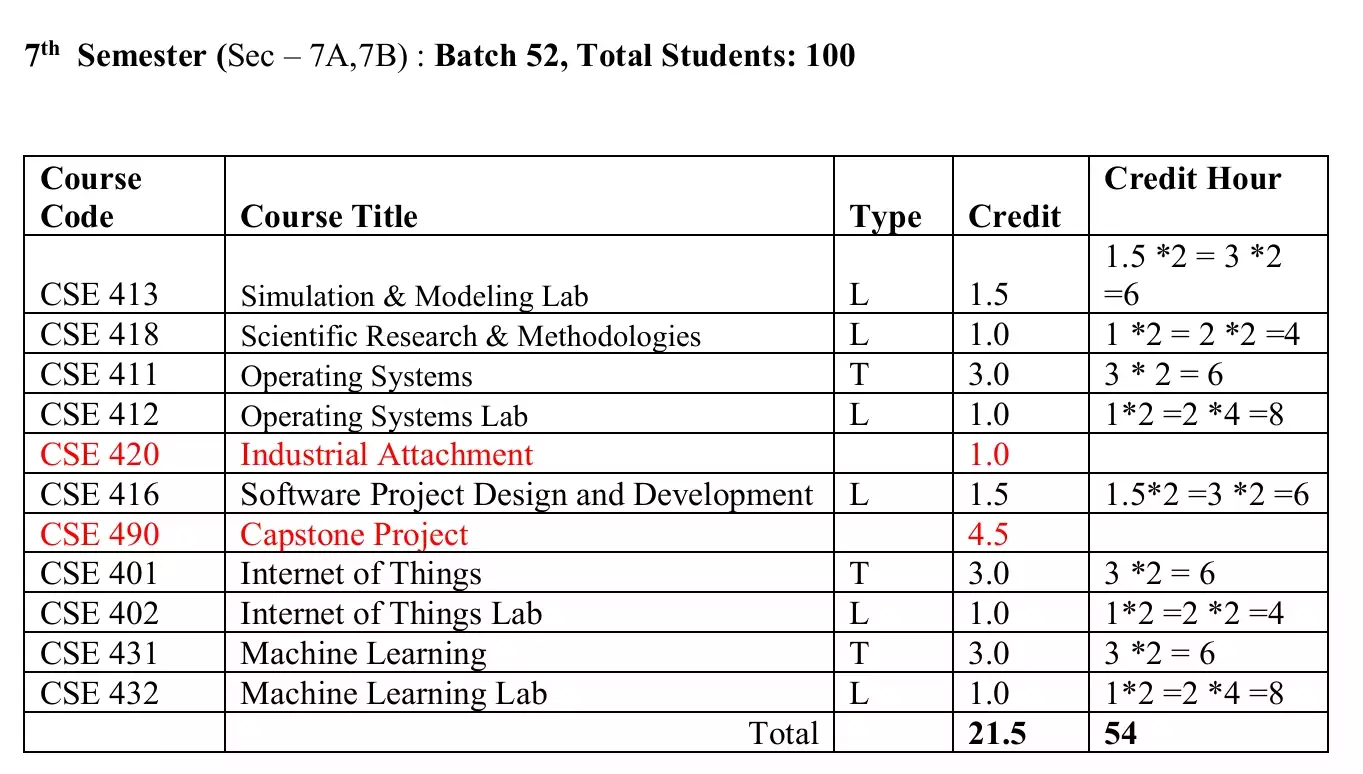 7th Semester (Sec – 7A,7B) : Batch 52, Total Students: 100
Course Code Course Title Type Credit Credit Hour
CSE 413 Simulation & Modeling Lab L 1.5 1.5 *2 = 3 *2 =6
CSE 418 Scientific Research & Methodologies L 1.0 1 *2 = 2 *2 =4
CSE 411 Operating Systems T 3.0 3 * 2 = 6
CSE 412 Operating Systems Lab L 1.0 1*2 =2 *4 =8
CSE 420 Industrial Attachment 1.0
CSE 416 Software Project Design and Development L 1.5 1.5*2 =3 *2 =6
CSE 490 Capstone Project 4.5
CSE 401 Internet of Things T 3.0 3 *2 = 6
CSE 402 Internet of Things Lab L 1.0 1*2 =2 *2 =4
CSE 431 Machine Learning T 3.0 3 *2 = 6
CSE 432 Machine Learning Lab L 1.0 1*2 =2 *4 =8
Total 21.5 54